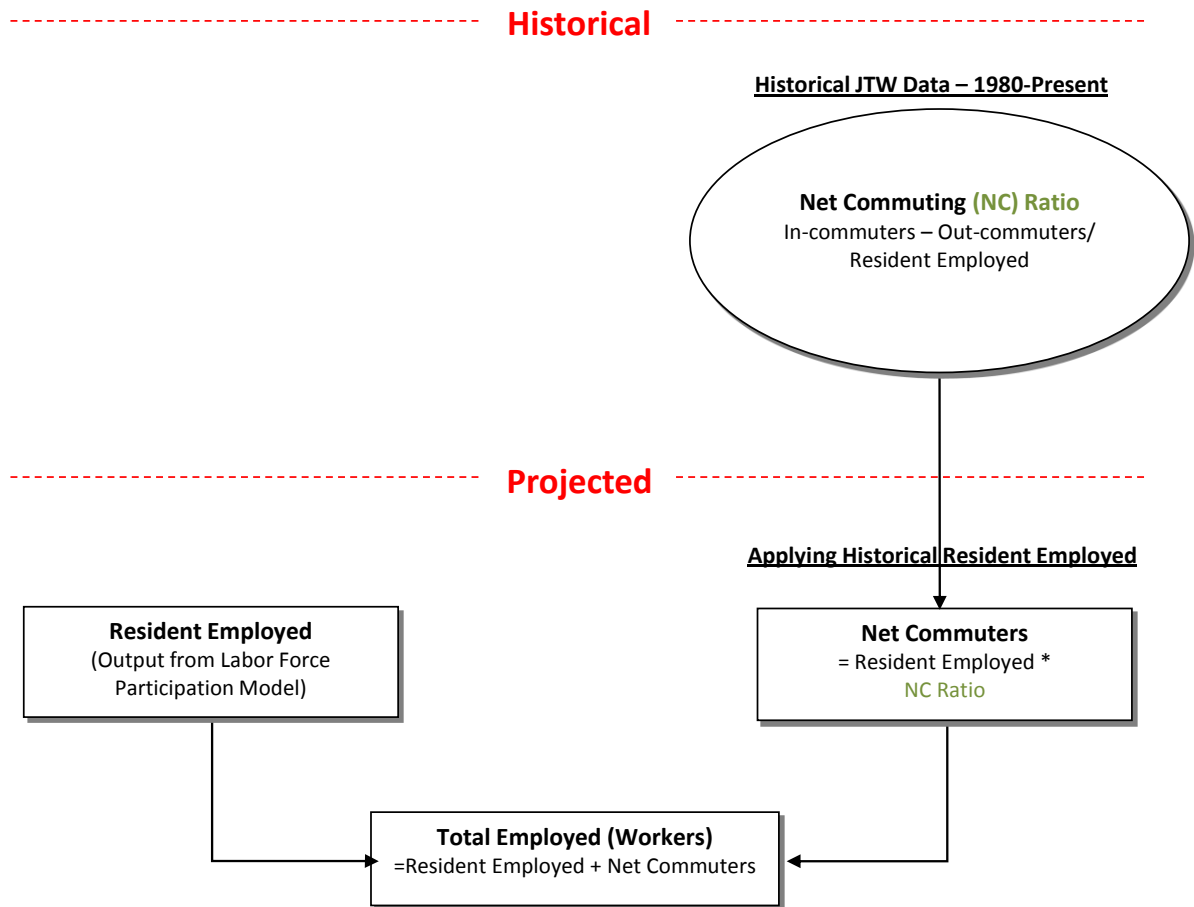 Historical
Historical JTW Data – 1980-Present
Net Commuting (NC) Ratio
In-commuters – Out-commuters/
Resident Employed
Projected
Applying Historical Resident Employed
Resident Employed
(Output from Labor Force
Participation Model)
Net Commuters
= Resident Employed *
NC Ratio
Total Employed (Workers)
=Resident Employed + Net Commuters